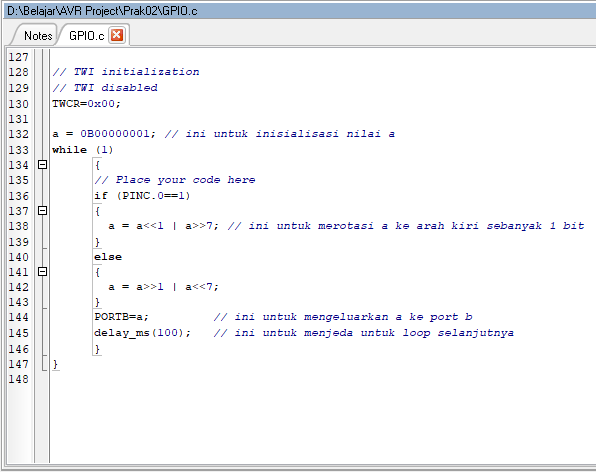 D:\Belajar\AVR Project\Prak02\GPIO.c
Notes GPIO.c
127
128 // TWI initialization
129 // TWI disabled
130 TWCR=0x00;
131
132 a = 0B00000001; // ini untuk inisialisasi nilai a
133 while (1)
134 {
135 // Place your code here
136 if (PINC.0==1)
137 {
138 a = a<<1 | a>>7; // ini untuk merotasi a ke arah kiri sebanyak 1 bit
139 }
140 else
141 {
142 a = a>>1 | a<<7;
143 }
144 PORTB=a; // ini untuk mengeluarkan a ke port b
145 delay_ms(100); // ini untuk menjeda untuk loop selanjutnya
146 }
147 }
148